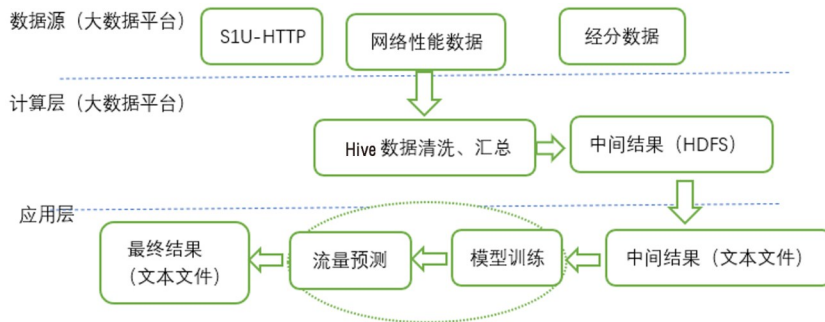 数据源（大数据平台）
S1U-HTTP
网络性能数据
经分数据
计算层（大数据平台）
Hive 数据清洗、汇总
中间结果（HDFS）
应用层
最终结果
（文本文件）
流量预测
模型训练
中间结果（文本文件）